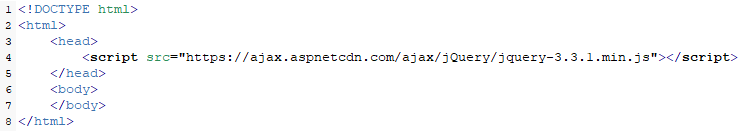 1 <!DOCTYPE html>
2 <html>
3     <head>
4         <script src="https://ajax.aspnetcdn.com/ajax/jQuery/jquery-3.3.1.min.js"></script>
5     </head>
6     <body>
7     </body>
8 </html>